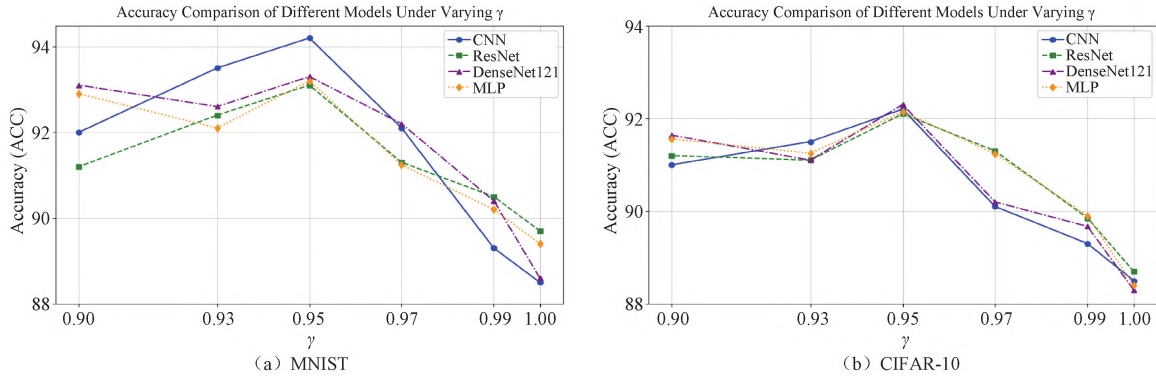 Accuracy Comparison of Different Models Under Varying γ
CNN
ResNet
DenseNet121
MLP
94
92
90
88
Accuracy (ACC)
0.90 0.93 0.95 0.97 0.99 1.00
γ
（a）MNIST
Accuracy Comparison of Different Models Under Varying γ
CNN
ResNet
DenseNet121
MLP
94
92
90
88
Accuracy (ACC)
0.90 0.93 0.95 0.97 0.99 1.00
γ
（b）CIFAR-10